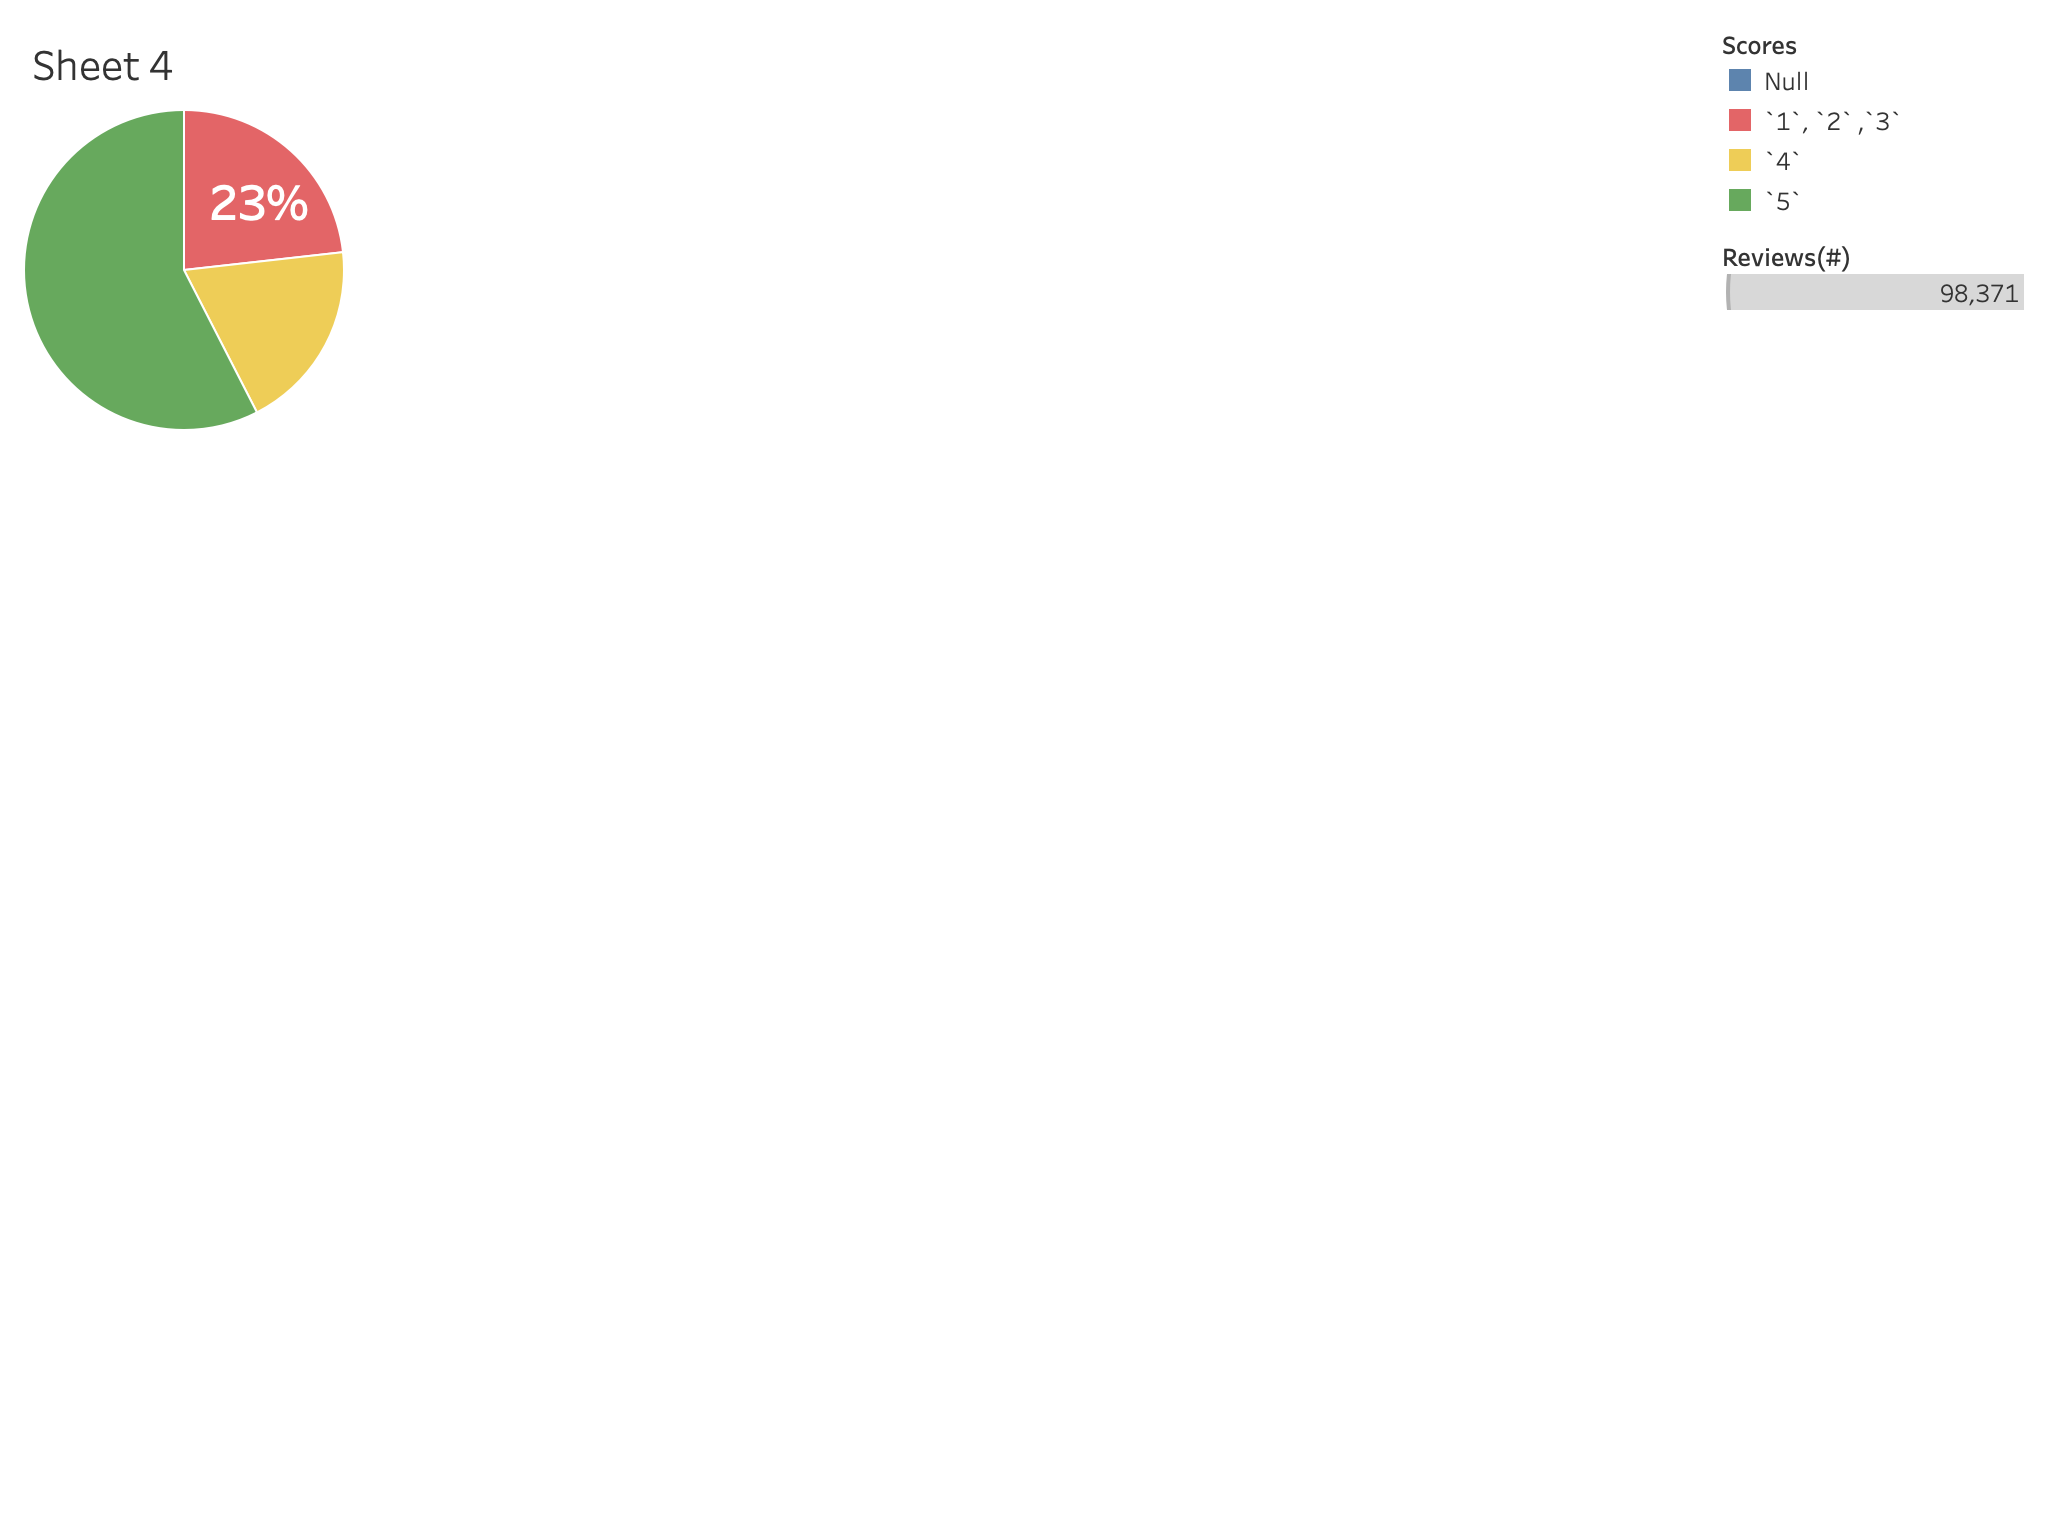 Sheet 4
23%
Scores
Null
`1`, `2` ,`3`
`4`
`5`
Reviews(#)
98,371